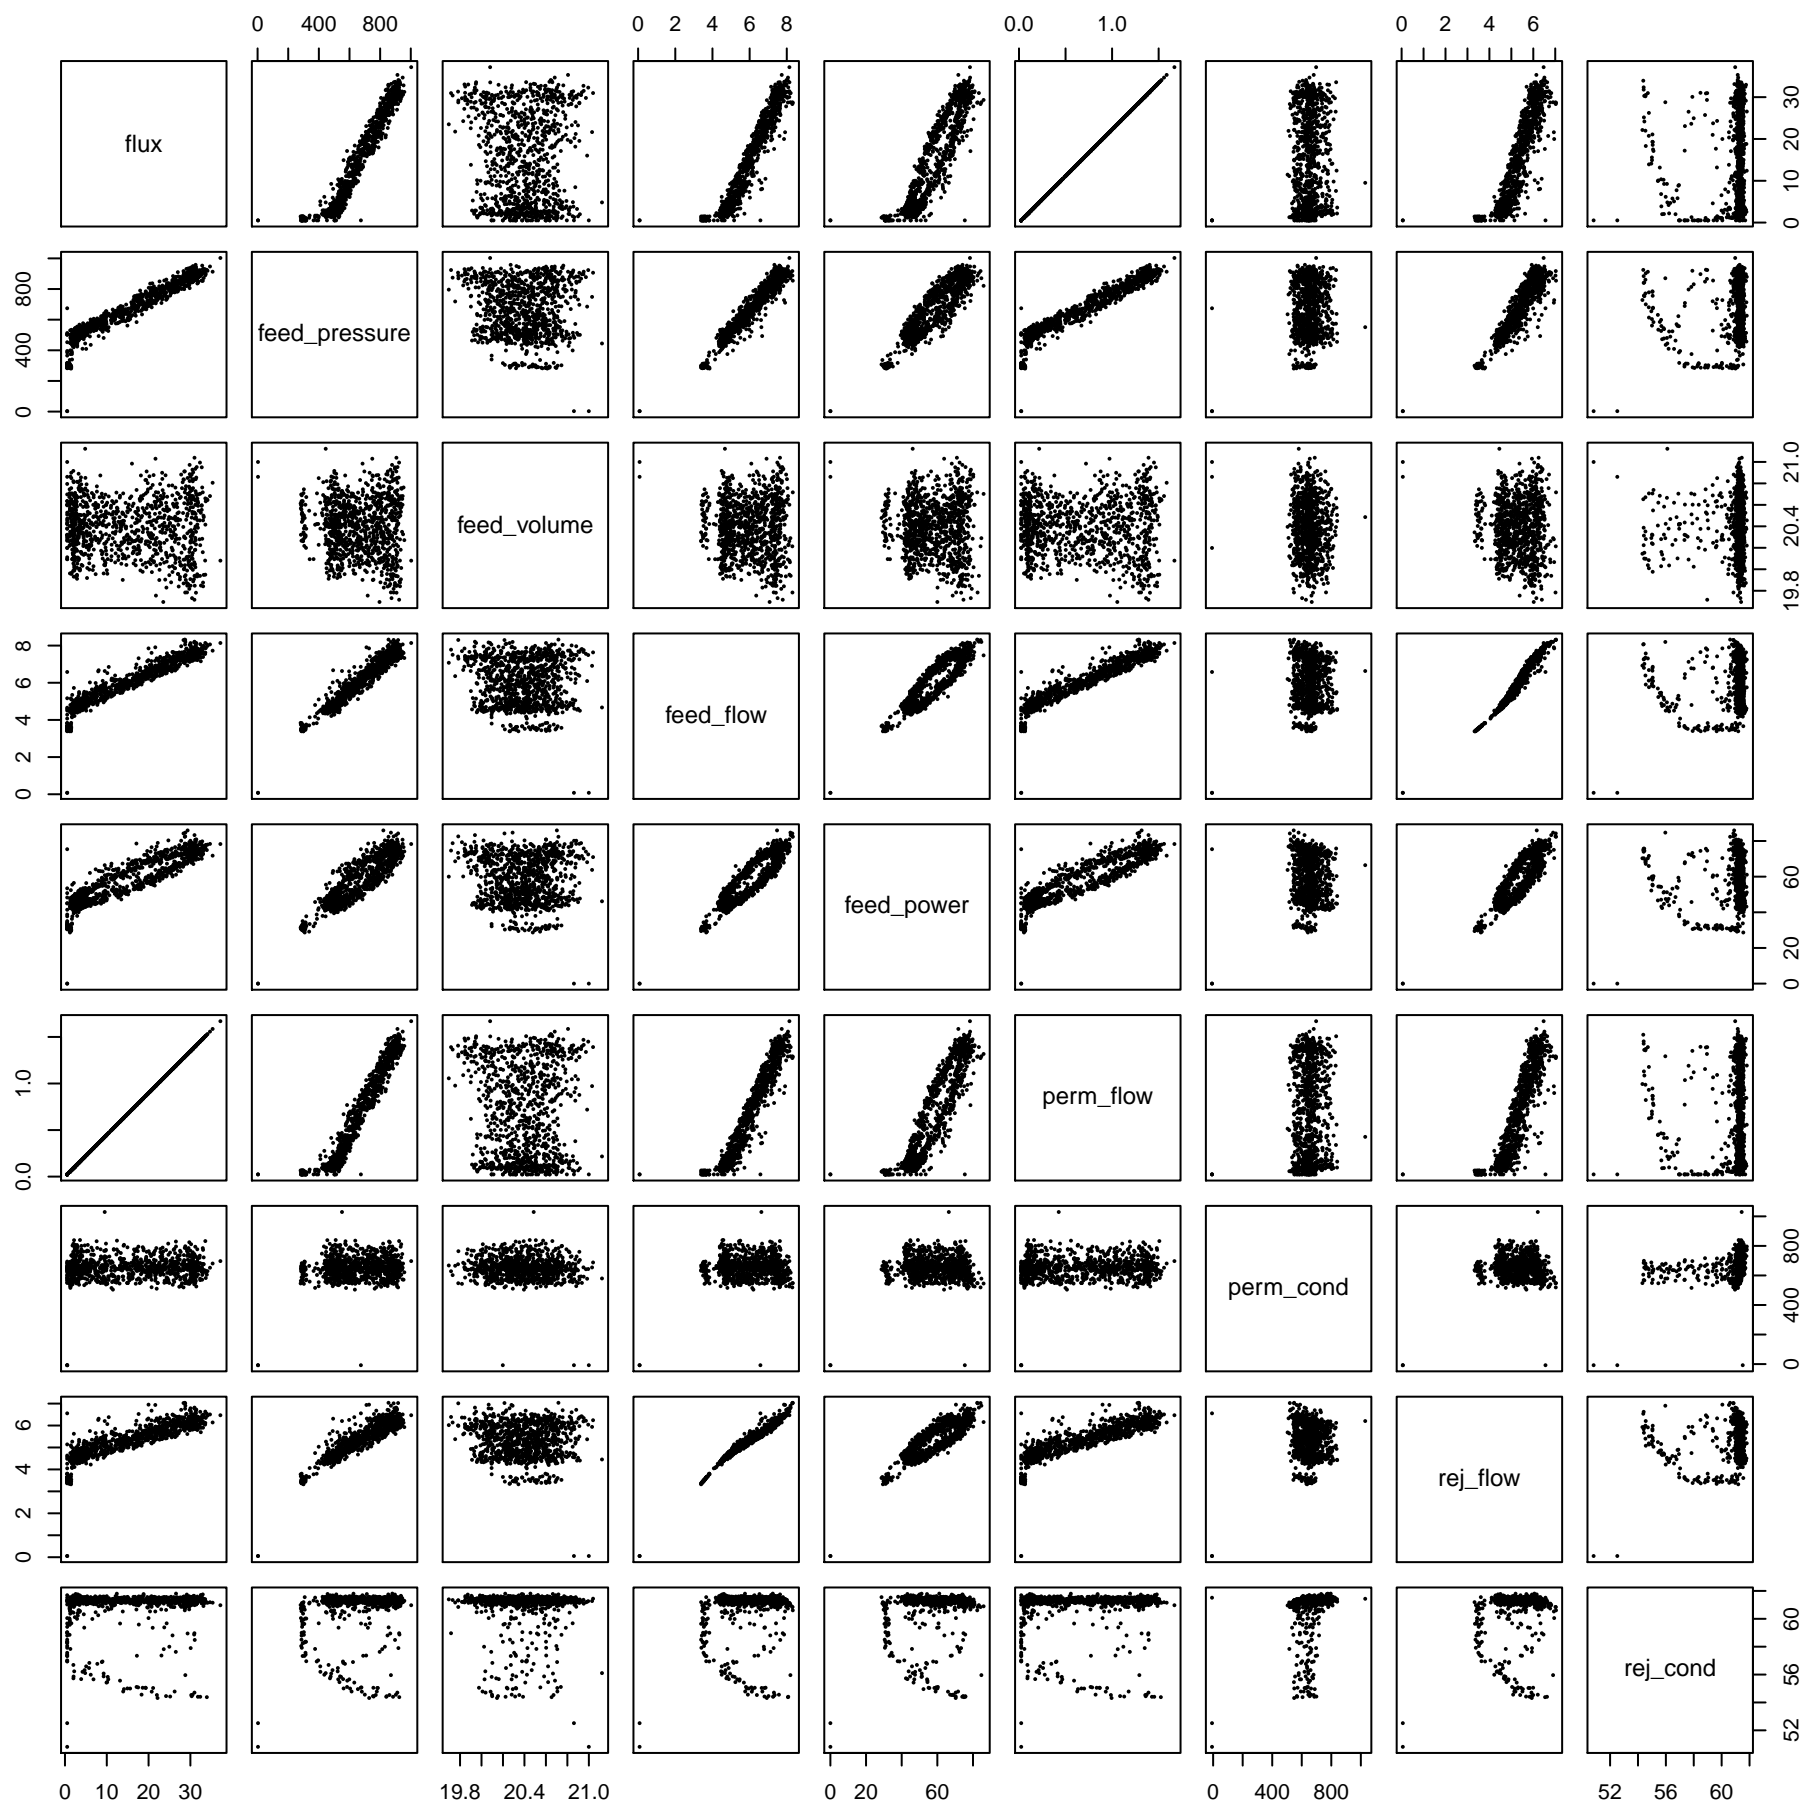 0 400 800 0 2 4 6 8 0.0 1.0 0 2 4 6
flux 0 10 20 30
0 400 800 feed_pressure
feed_volume 19.8 20.4 21.0
0 2 4 6 8 feed_flow
feed_power 0 20 60
0.0 1.0 perm_flow
perm_cond 0 400 800
0 2 4 6 rej_flow
rej_cond 52 56 60
0 10 20 30 19.8 20.4 21.0 0 20 60 0 400 800 52 56 60